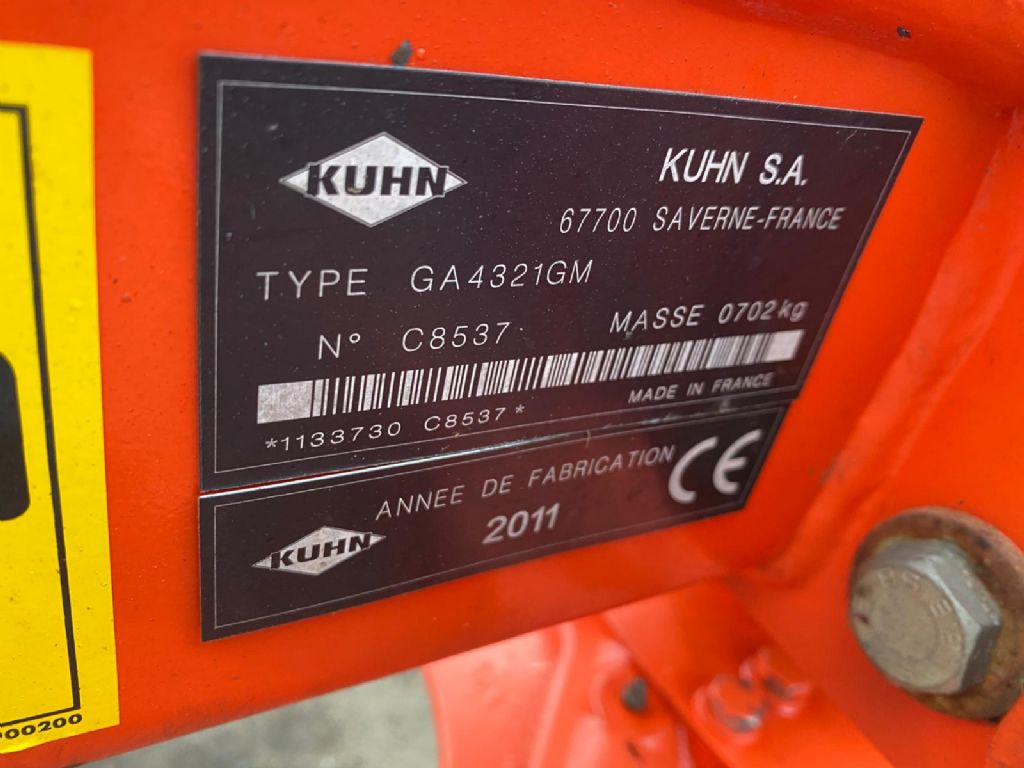 KUHN
KUHN S.A.
67700 SAVERNE-FRANCE
TYPE GA4321GM
N° C8537 MASSE 0702 kg
*1133730 C8537*
MADE IN FRANCE
ANNEE DE FABRICATION CE
KUHN 2011
00200